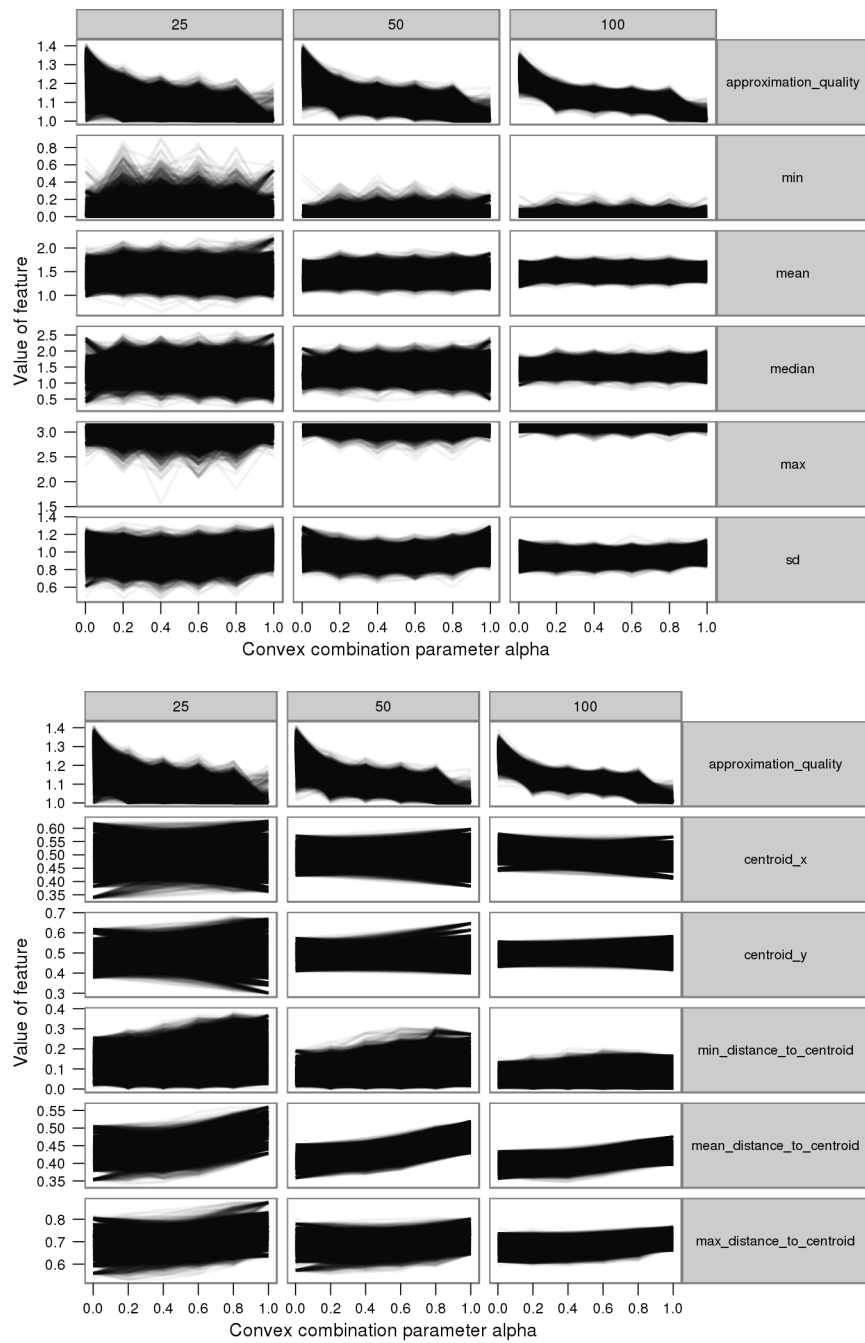 25 50 100
1.4
1.3
1.2
1.1
1.0
approximation_quality
0.8
0.6
0.4
0.2
0.0
min
2.0
1.5
1.0
mean
2.5
2.0
1.5
1.0
0.5
median
3.0
2.5
1.5
max
1.4
1.2
1.0
0.8
0.6
sd
Value of feature
0.0 0.2 0.4 0.6 0.8 1.0 0.0 0.2 0.4 0.6 0.8 1.0 0.0 0.2 0.4 0.6 0.8 1.0
Convex combination parameter alpha
25 50 100
1.4
1.3
1.2
1.1
1.0
approximation_quality
0.60
0.55
0.50
0.45
0.40
0.35
centroid_x
0.7
0.6
0.5
0.4
0.3
centroid_y
0.4
0.3
0.2
0.1
0.0
min_distance_to_centroid
0.55
0.50
0.45
0.40
0.35
mean_distance_to_centroid
0.8
0.7
0.6
max_distance_to_centroid
Value of feature
0.0 0.2 0.4 0.6 0.8 1.0 0.0 0.2 0.4 0.6 0.8 1.0 0.0 0.2 0.4 0.6 0.8 1.0
Convex combination parameter alpha